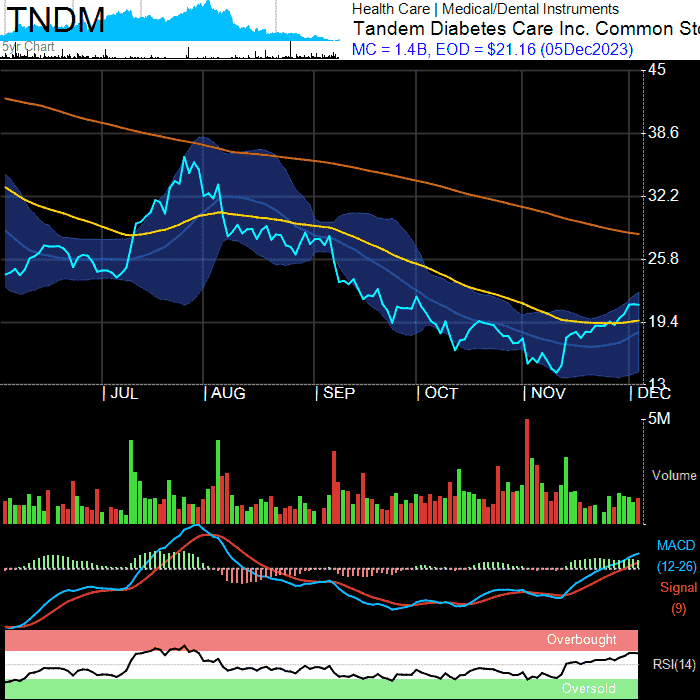 TNDM
5yr Chart
Health Care | Medical/Dental Instruments
Tandem Diabetes Care Inc. Common Sto
MC = 1.4B, EOD = $21.16 (05Dec2023)
45
38.6
32.2
25.8
19.4
13
| JUL | AUG | SEP | OCT | NOV | DEC
5M
Volume
MACD
(12-26)
Signal
(9)
Overbought
RSI(14)
Oversold